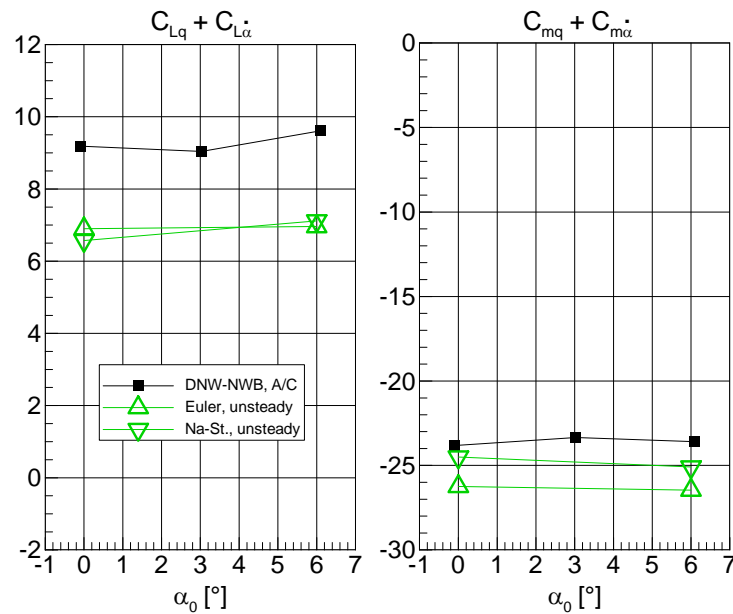 C_Lq + C_Lα̇
12
10
8
6
4
2
0
-2
-1 0 1 2 3 4 5 6 7
α₀ [°]
DNW-NWB, A/C
Euler, unsteady
Na-St., unsteady
C_mq + C_mα̇
0
-5
-10
-15
-20
-25
-30
-1 0 1 2 3 4 5 6 7
α₀ [°]